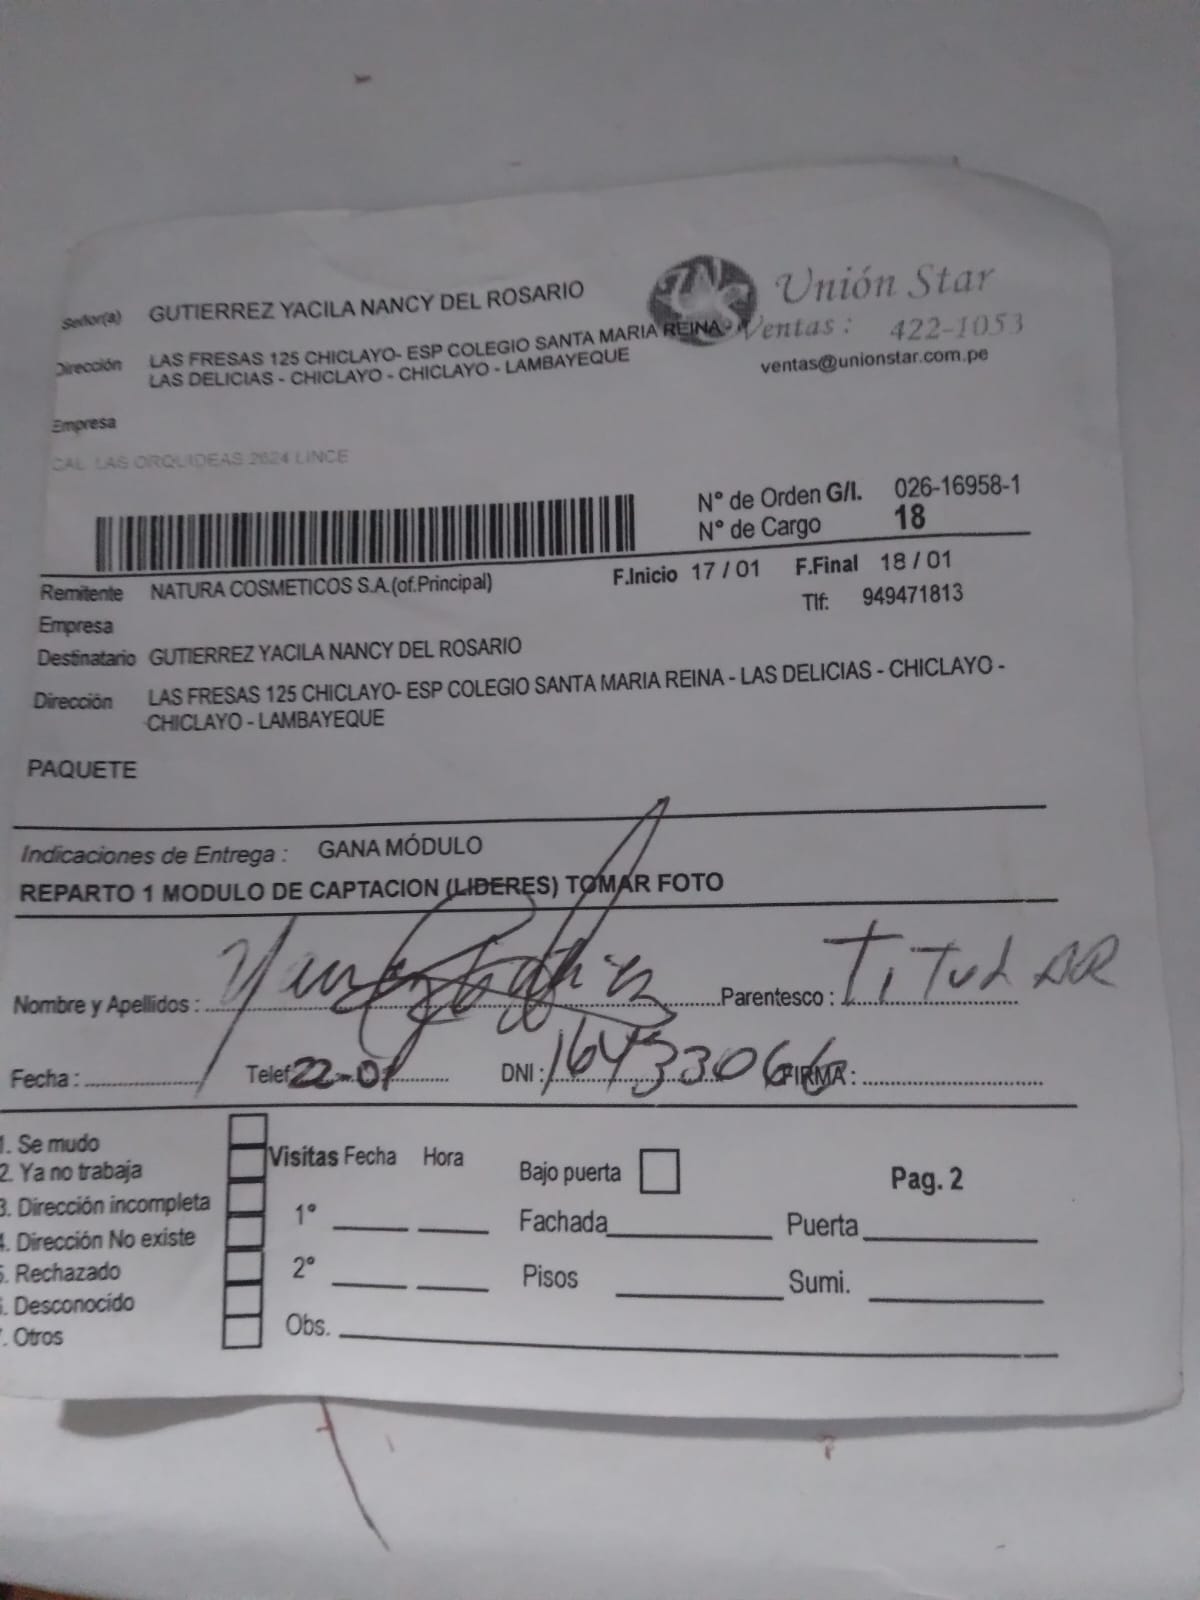 Señor(a) GUTIERREZ YACILA NANCY DEL ROSARIO
Unión Star
Ventas: 422-1053
ventas@unionstar.com.pe
Dirección LAS FRESAS 125 CHICLAYO- ESP COLEGIO SANTA MARIA REINA -
LAS DELICIAS - CHICLAYO - CHICLAYO - LAMBAYEQUE
Empresa
CAL. LAS ORQUIDEAS 2624 LINCE
N° de Orden G/I. 026-16958-1
N° de Cargo 18
Remitente NATURA COSMETICOS S.A.(of.Principal) F.Inicio 17 / 01 F.Final 18 / 01
Empresa Tlf: 949471813
Destinatario GUTIERREZ YACILA NANCY DEL ROSARIO
Dirección LAS FRESAS 125 CHICLAYO- ESP COLEGIO SANTA MARIA REINA - LAS DELICIAS - CHICLAYO -
CHICLAYO - LAMBAYEQUE
PAQUETE
Indicaciones de Entrega : GANA MÓDULO
REPARTO 1 MODULO DE CAPTACION (LIDERES) TOMAR FOTO
Nombre y Apellidos : Parentesco : TITULAR
Fecha : Telef 22-01 DNI : 16433066 FIRMA :
1. Se mudo
2. Ya no trabaja
3. Dirección incompleta
4. Dirección No existe
5. Rechazado
6. Desconocido
7. Otros
Visitas Fecha Hora
1°
2°
Obs.
Bajo puerta
Pag. 2
Fachada Puerta
Pisos Sumi.